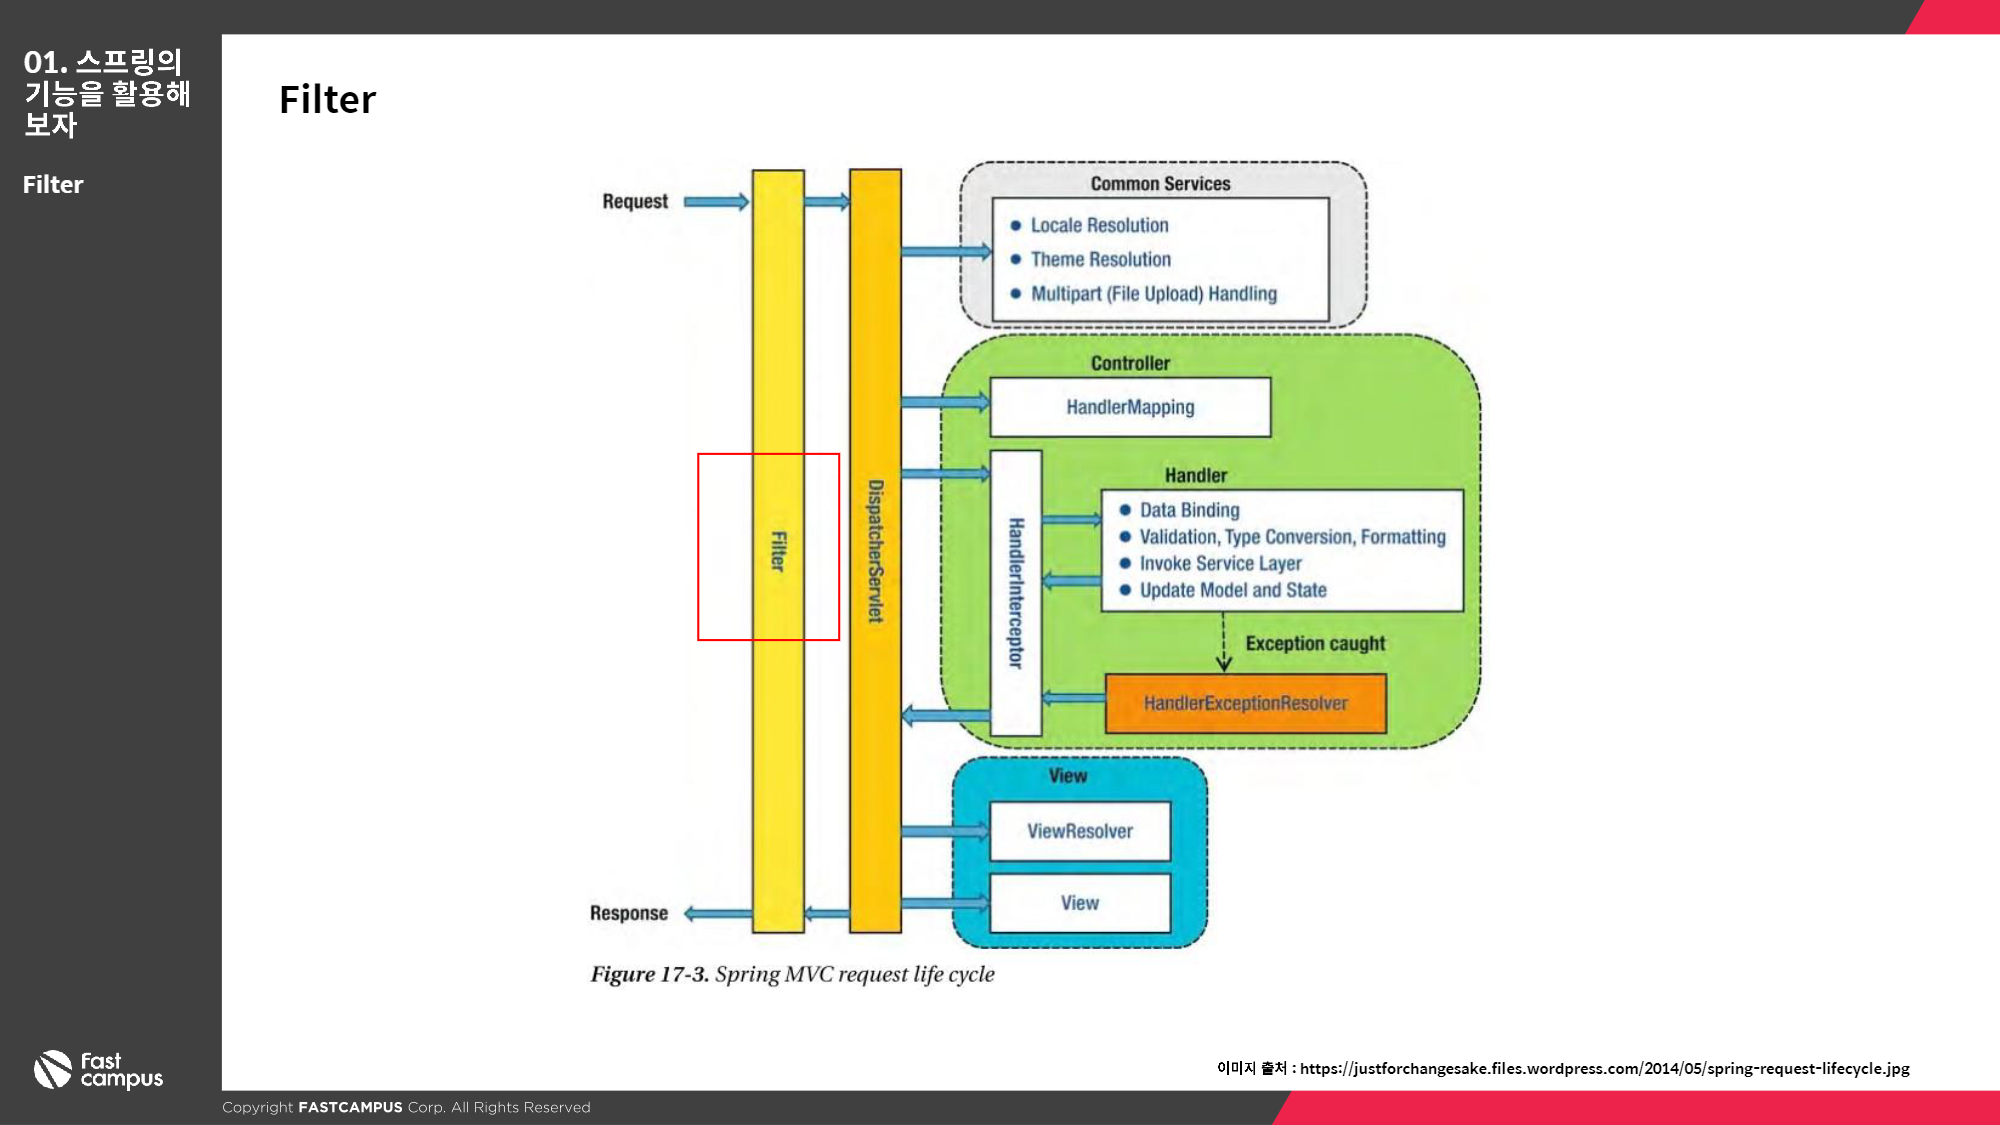 01. 스프링의
기능을 활용해
보자
Filter
Filter
Request
Common Services
Locale Resolution
Theme Resolution
Multipart (File Upload) Handling
Controller
HandlerMapping
Filter
DispatcherServlet
HandlerInterceptor
Handler
Data Binding
Validation, Type Conversion, Formatting
Invoke Service Layer
Update Model and State
Exception caught
HandlerExceptionResolver
View
ViewResolver
View
Response
Figure 17-3. Spring MVC request life cycle
이미지 출처 : https://justforchangesake.files.wordpress.com/2014/05/spring-request-lifecycle.jpg
Fast
campus
Copyright FASTCAMPUS Corp. All Rights Reserved